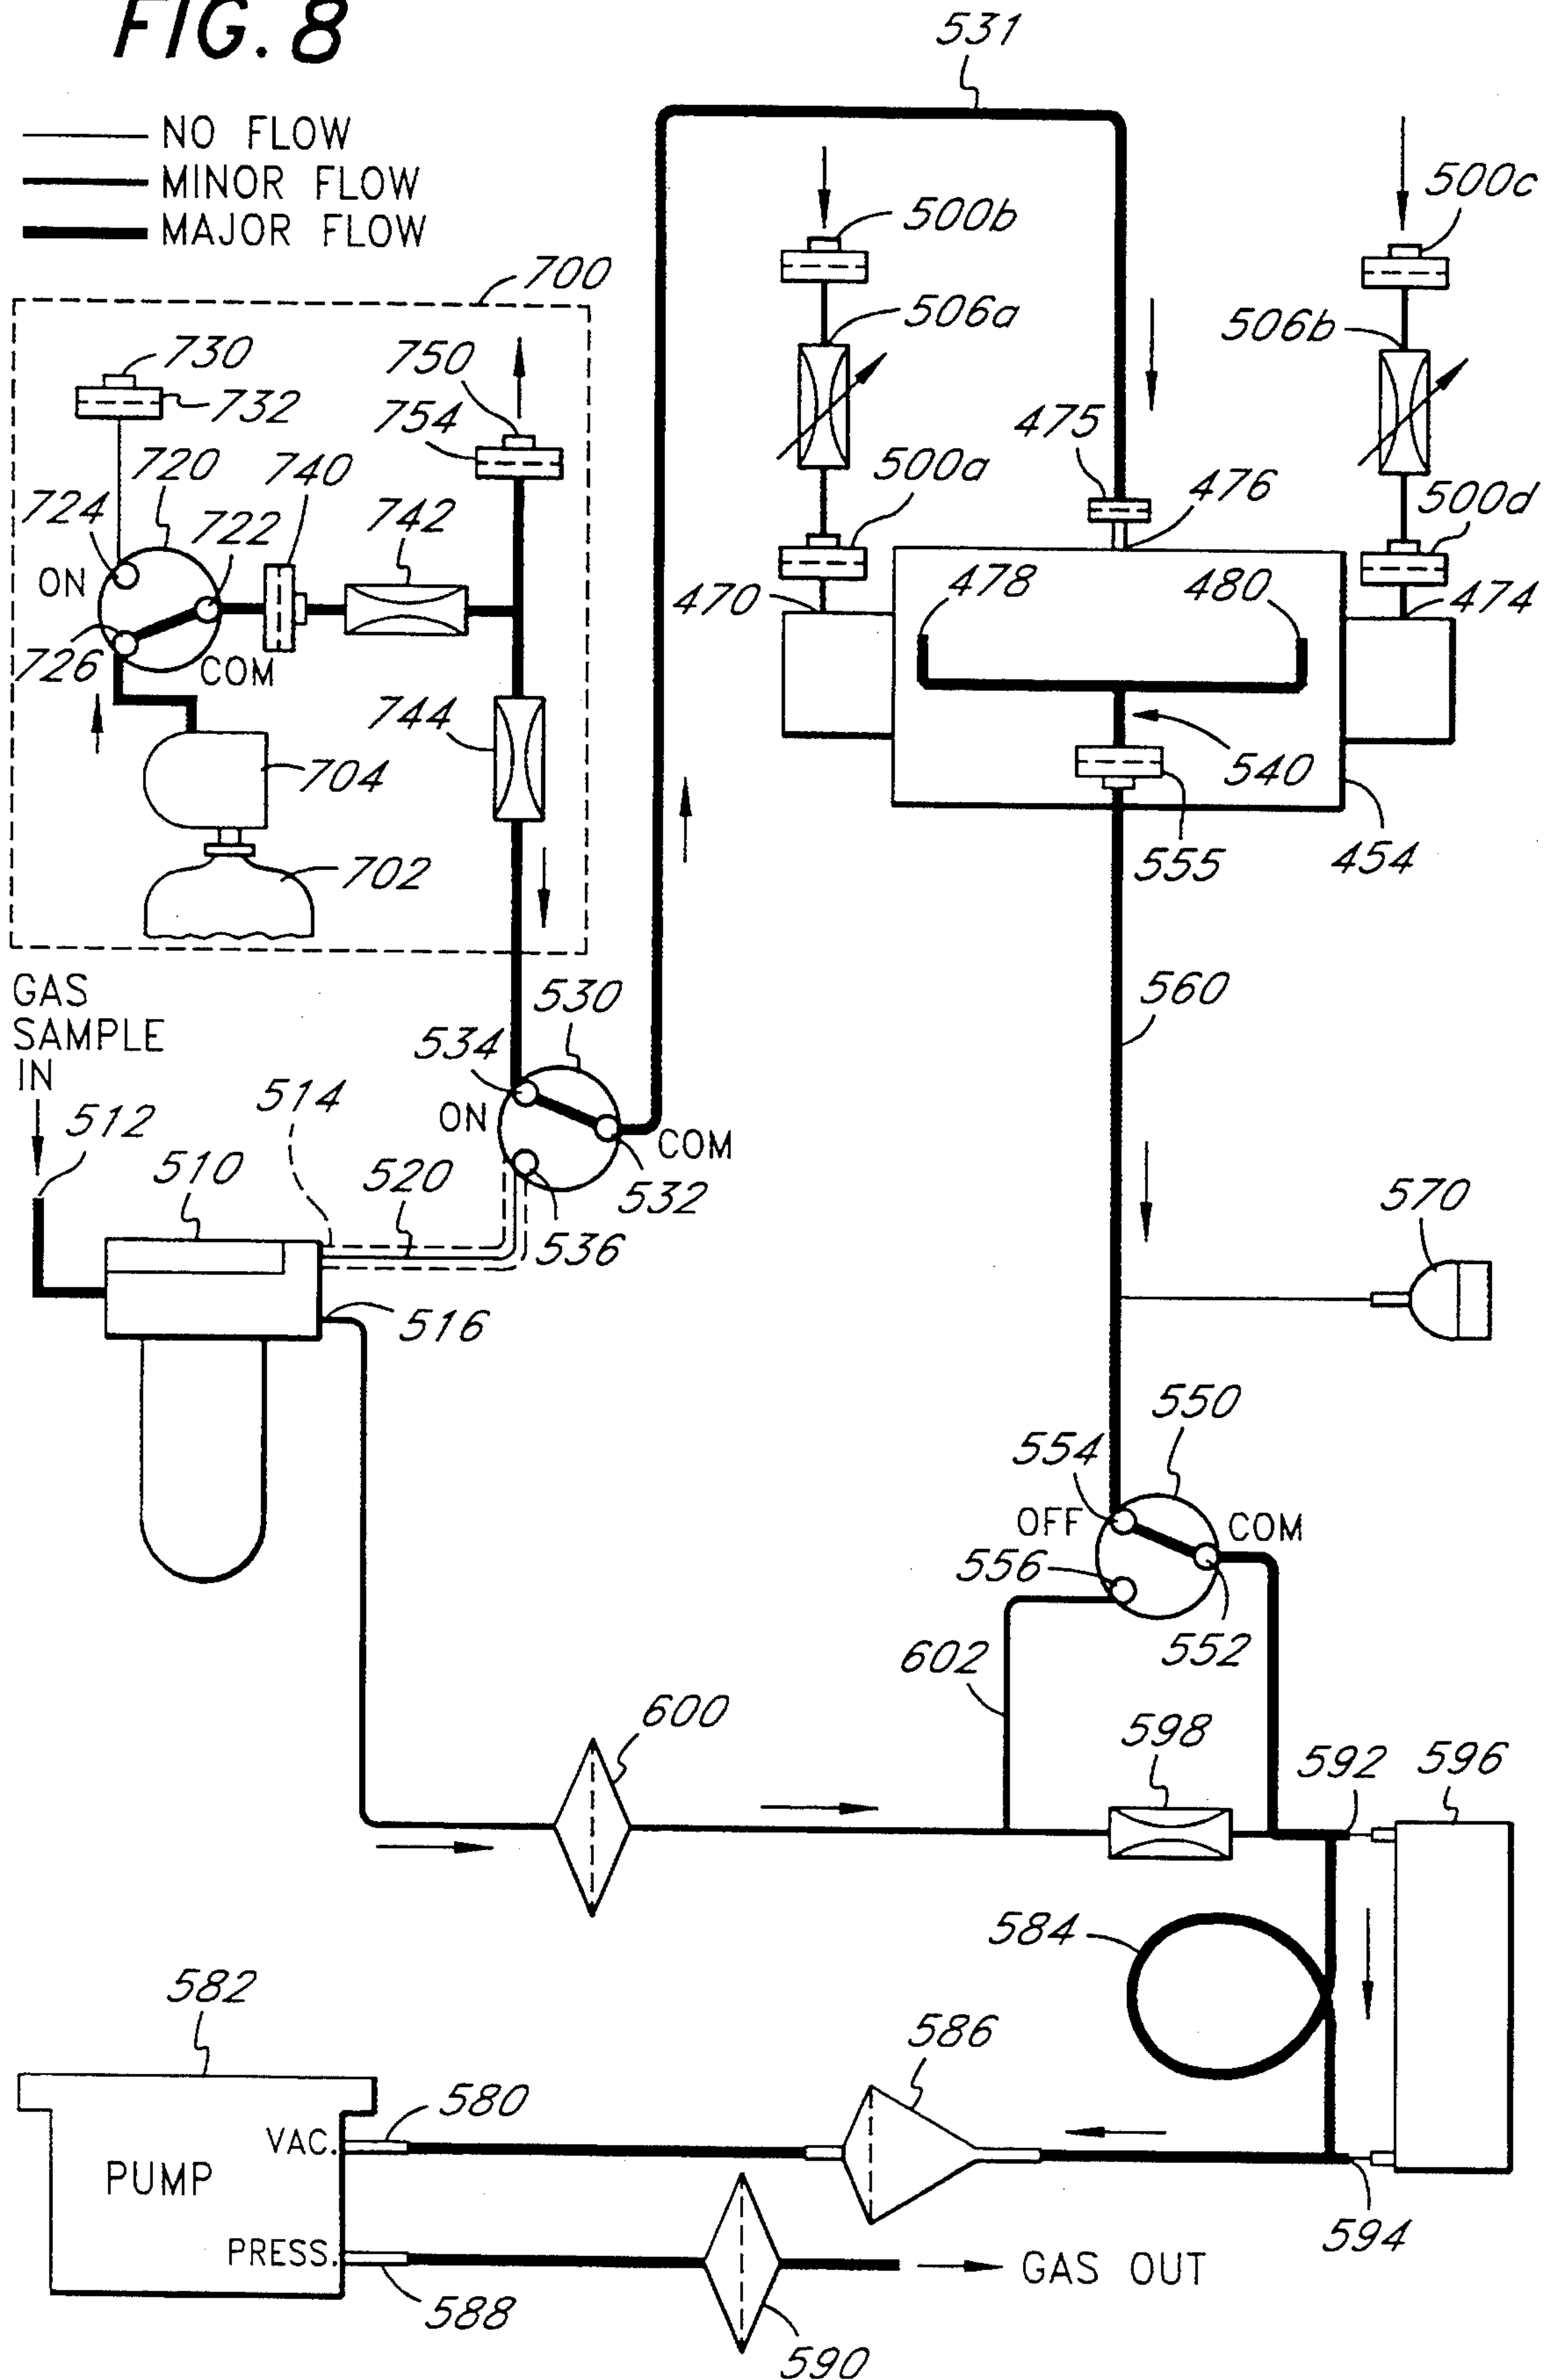 FIG. 8
531
NO FLOW
MINOR FLOW
MAJOR FLOW
500b
500c
700
506a
506b
730
732
750
754
475
476
720
740
500a
500d
724
722
742
ON
726
COM
470
478
480
474
744
704
540
702
555
454
GAS
SAMPLE
IN
530
560
534
514
ON
COM
512
510
520
532
536
570
516
550
554
OFF
COM
556
552
602
600
598
592
596
584
582
586
VAC.
580
PUMP
PRESS.
594
GAS OUT
588
590